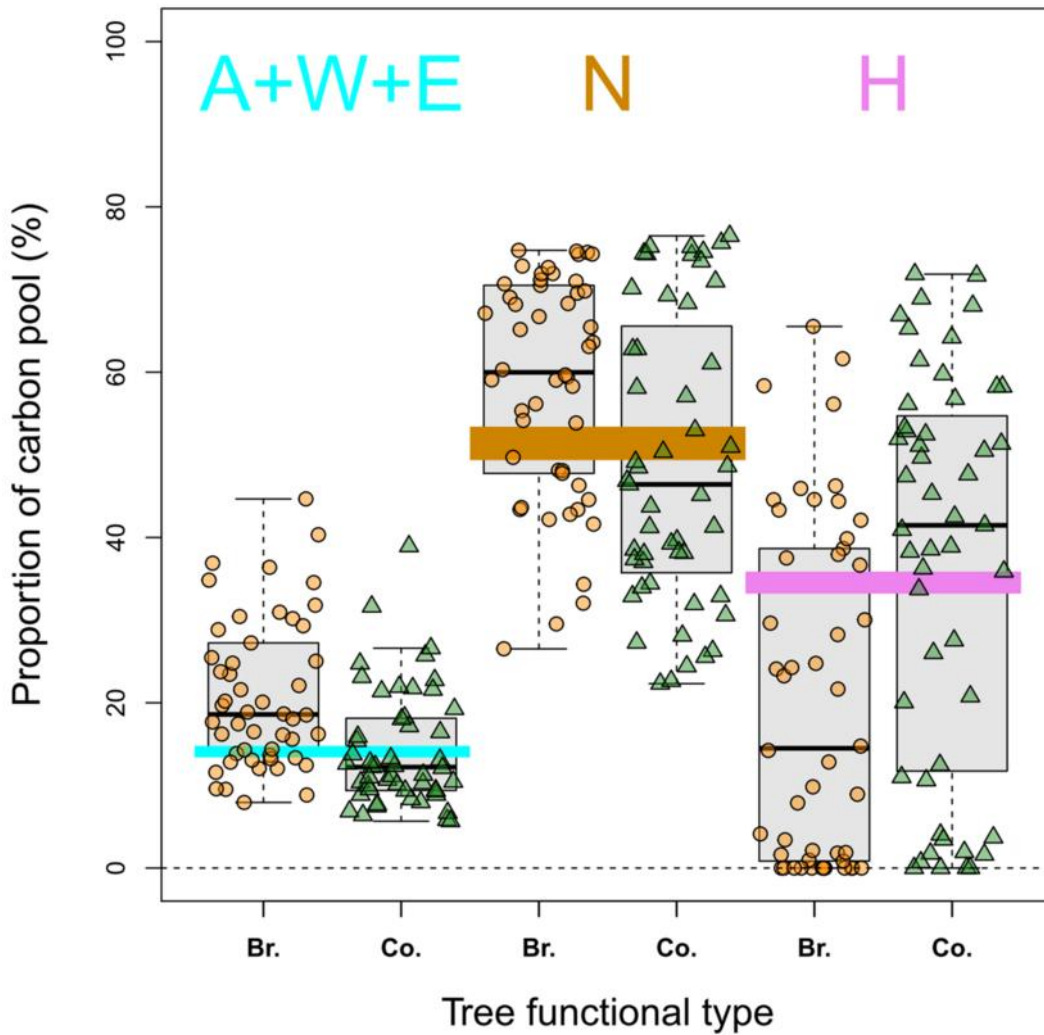 A+W+E N H
Proportion of carbon pool (%)
100
80
60
40
20
0
Br. Co. Br. Co. Br. Co.
Tree functional type